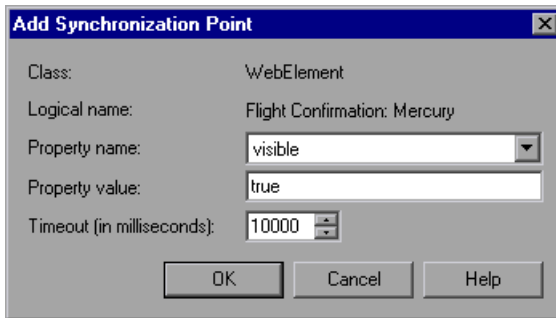 Add Synchronization Point
Class: WebElement
Logical name: Flight Confirmation: Mercury
Property name: visible
Property value: true
Timeout (in milliseconds): 10000
OK Cancel Help